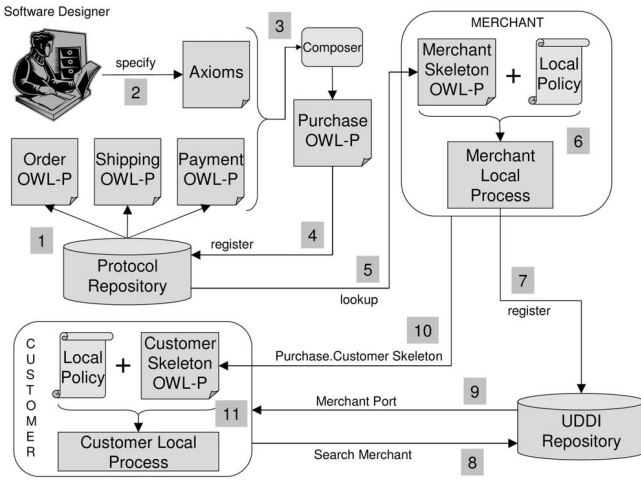 Software Designer
specify
2
Axioms
3
Composer
Purchase
OWL-P
Order
OWL-P
Shipping
OWL-P
Payment
OWL-P
1
Protocol
Repository
register
4
5
lookup
MERCHANT
Merchant
Skeleton
OWL-P
+
Local
Policy
6
Merchant
Local
Process
7
register
10
Purchase.Customer Skeleton
CUSTOMER
Local
Policy
+
Customer
Skeleton
OWL-P
11
Customer Local
Process
9
Merchant Port
Search Merchant
8
UDDI
Repository